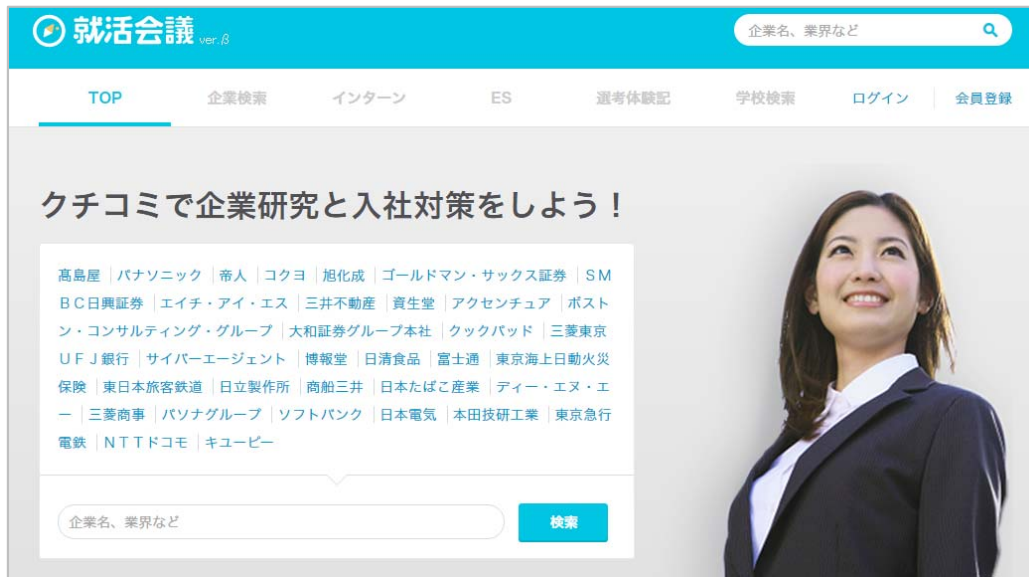 就活会議 ver.β
企業名、業界など
TOP 企業検索 インターン ES 選考体験記 学校検索 ログイン 会員登録
クチコミで企業研究と入社対策をしよう！
髙島屋 パナソニック 帝人 コクヨ 旭化成 ゴールドマン・サックス証券 ＳＭ
ＢＣ日興証券 エイチ・アイ・エス 三井不動産 資生堂 アクセンチュア ボスト
ン・コンサルティング・グループ 大和証券グループ本社 クックパッド 三菱東京
ＵＦＪ銀行 サイバーエージェント 博報堂 日清食品 富士通 東京海上日動火災
保険 東日本旅客鉄道 日立製作所 商船三井 日本たばこ産業 ディー・エヌ・エ
ー 三菱商事 パソナグループ ソフトバンク 日本電気 本田技研工業 東京急行
電鉄 ＮＴＴドコモ キユーピー
企業名、業界など 検索